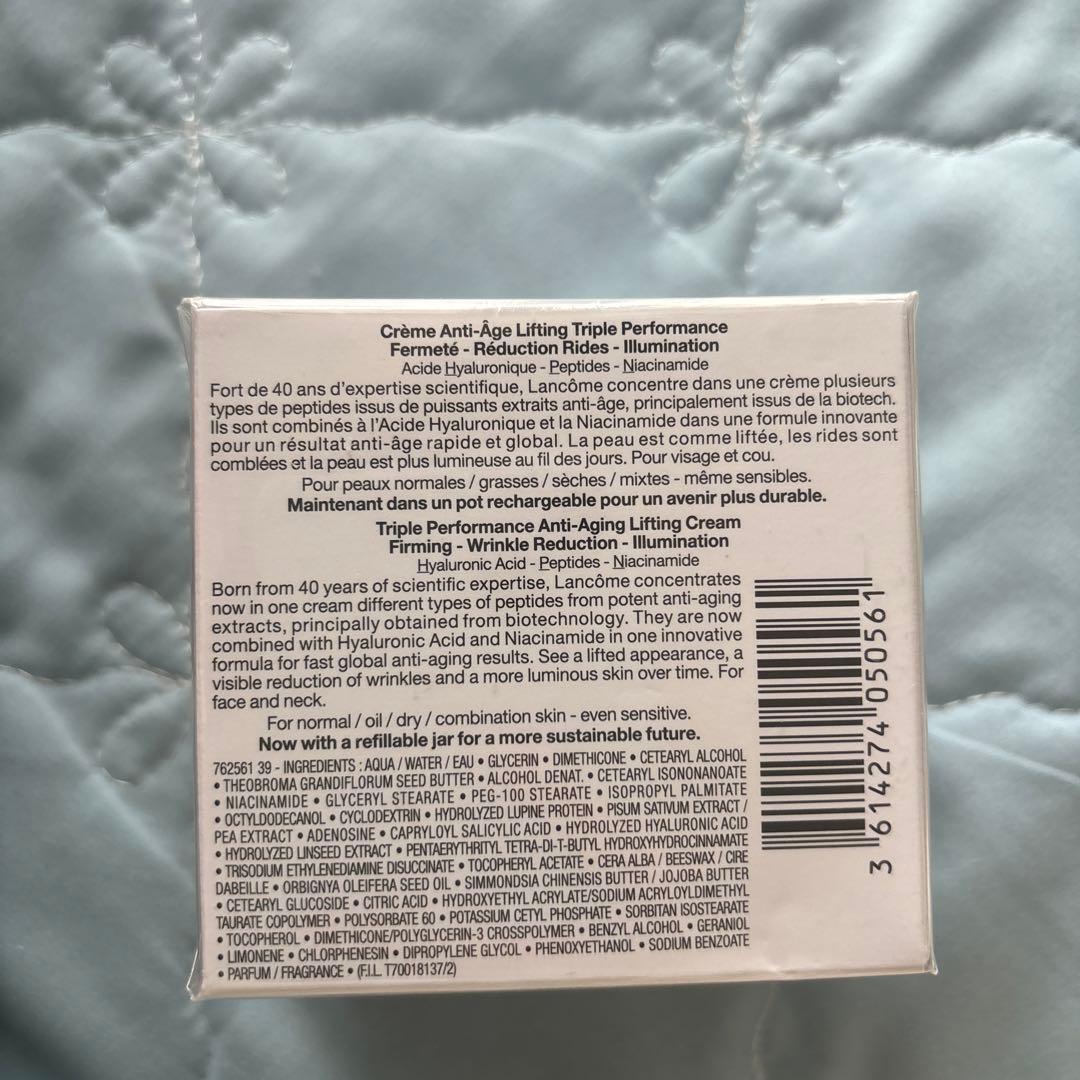 Crème Anti-Âge Lifting Triple Performance
Fermeté - Réduction Rides - Illumination
Acide Hyaluronique - Peptides - Niacinamide
Fort de 40 ans d'expertise scientifique, Lancôme concentre dans une crème plusieurs
types de peptides issus de puissants extraits anti-âge, principalement issus de la biotech.
Ils sont combinés à l'Acide Hyaluronique et la Niacinamide dans une formule innovante
pour un résultat anti-âge rapide et global. La peau est comme liftée, les rides sont
comblées et la peau est plus lumineuse au fil des jours. Pour visage et cou.
Pour peaux normales / grasses / sèches / mixtes - même sensibles.
Maintenant dans un pot rechargeable pour un avenir plus durable.
Triple Performance Anti-Aging Lifting Cream
Firming - Wrinkle Reduction - Illumination
Hyaluronic Acid - Peptides - Niacinamide
Born from 40 years of scientific expertise, Lancôme concentrates
now in one cream different types of peptides from potent anti-aging
extracts, principally obtained from biotechnology. They are now
combined with Hyaluronic Acid and Niacinamide in one innovative
formula for fast global anti-aging results. See a lifted appearance, a
visible reduction of wrinkles and a more luminous skin over time. For
face and neck.
For normal / oil / dry / combination skin - even sensitive.
Now with a refillable jar for a more sustainable future.
762561 39 - INGREDIENTS : AQUA / WATER / EAU • GLYCERIN • DIMETHICONE • CETEARYL ALCOHOL
• THEOBROMA GRANDIFLORUM SEED BUTTER • ALCOHOL DENAT. • CETEARYL ISONONANOATE
• NIACINAMIDE • GLYCERYL STEARATE • PEG-100 STEARATE • ISOPROPYL PALMITATE
• OCTYLDODECANOL • CYCLODEXTRIN • HYDROLYZED LUPINE PROTEIN • PISUM SATIVUM EXTRACT /
PEA EXTRACT • ADENOSINE • CAPRYLOYL SALICYLIC ACID • HYDROLYZED HYALURONIC ACID
• HYDROLYZED LINSEED EXTRACT • PENTAERYTHRITYL TETRA-DI-T-BUTYL HYDROXYHYDROCINNAMATE
• TRISODIUM ETHYLENEDIAMINE DISUCCINATE • TOCOPHERYL ACETATE • CERA ALBA / BEESWAX / CIRE
DABEILLE • ORBIGNYA OLEIFERA SEED OIL • SIMMONDSIA CHINENSIS BUTTER / JOJOBA BUTTER
• CETEARYL GLUCOSIDE • CITRIC ACID • HYDROXYETHYL ACRYLATE/SODIUM ACRYLOYLDIMETHYL
TAURATE COPOLYMER • POLYSORBATE 60 • POTASSIUM CETYL PHOSPHATE • SORBITAN ISOSTEARATE
• TOCOPHEROL • DIMETHICONE/POLYGLYCERIN-3 CROSSPOLYMER • BENZYL ALCOHOL • GERANIOL
• LIMONENE • CHLORPHENESIN • DIPROPYLENE GLYCOL • PHENOXYETHANOL • SODIUM BENZOATE
• PARFUM / FRAGRANCE • (F.I.L. T70018137/2)
3 614274 050561